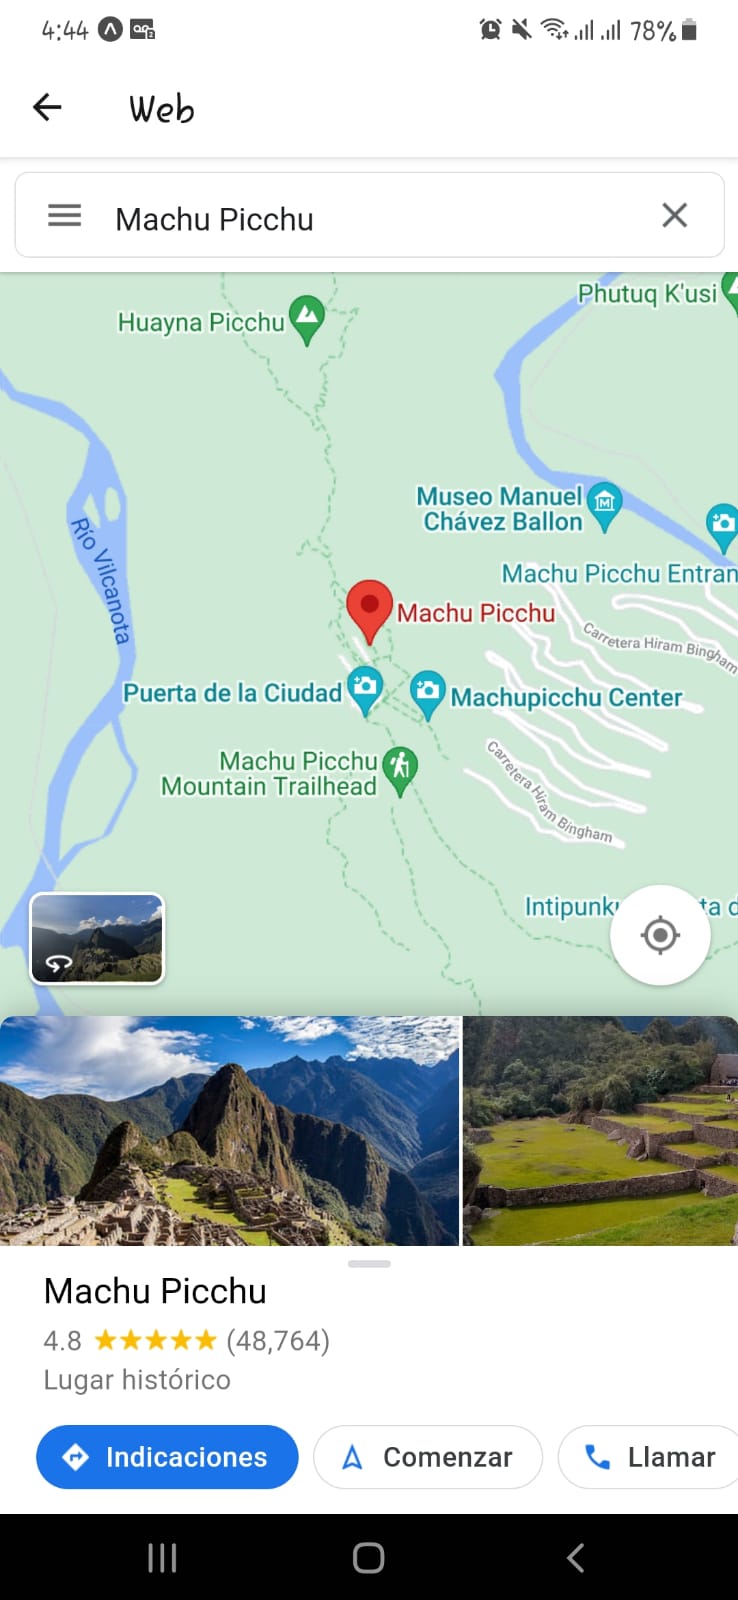 4:44
78%
Web
Machu Picchu
Phutuq K'usi
Huayna Picchu
Museo Manuel
Chávez Ballon
Machu Picchu Entran
Río Vilcanota
Machu Picchu
Carretera Hiram Bingham
Puerta de la Ciudad
Machupicchu Center
Machu Picchu
Mountain Trailhead
Carretera Hiram Bingham
Intipunku
ta d
Machu Picchu
4.8 (48,764)
Lugar histórico
Indicaciones
Comenzar
Llamar